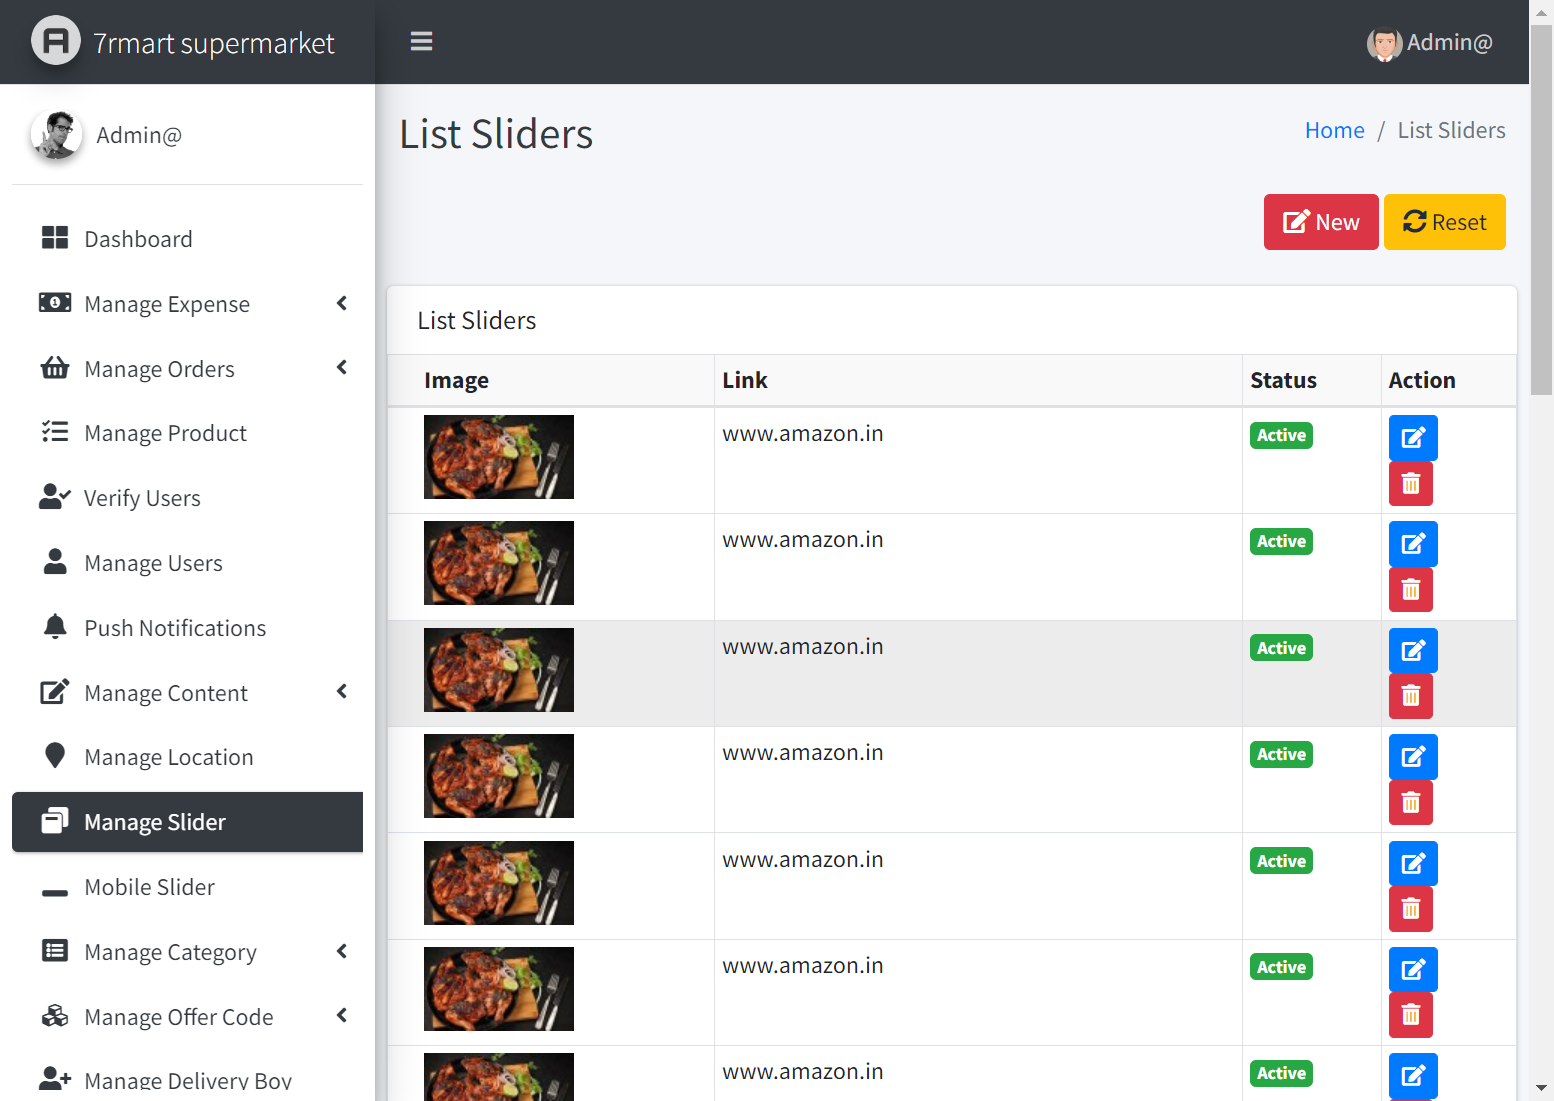 7rmart supermarket
Admin@
Admin@
List Sliders
Home / List Sliders
New
Reset
Dashboard
Manage Expense
Manage Orders
Manage Product
Verify Users
Manage Users
Push Notifications
Manage Content
Manage Location
Manage Slider
Mobile Slider
Manage Category
Manage Offer Code
Manage Delivery Boy
List Sliders
Image Link Status Action
www.amazon.in Active
www.amazon.in Active
www.amazon.in Active
www.amazon.in Active
www.amazon.in Active
www.amazon.in Active
www.amazon.in Active